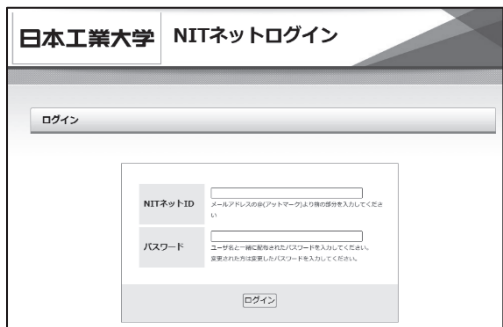 日本工業大学
NITネットログイン
ログイン
NITネットID
メールアドレスの@(アットマーク)より前の部分を入力してくださ
い
パスワード
ユーザ名と一緒に配布されたパスワードを入力してください。
変更された方は変更したパスワードを入力してください。
ログイン